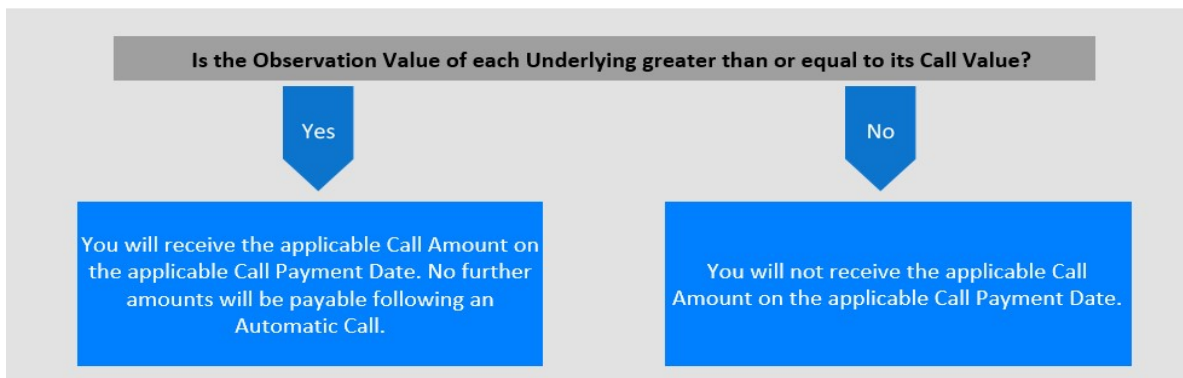 Is the Observation Value of each Underlying greater than or equal to its Call Value?
Yes
No
You will receive the applicable Call Amount on
the applicable Call Payment Date. No further
amounts will be payable following an
Automatic Call.
You will not receive the applicable Call
Amount on the applicable Call Payment Date.